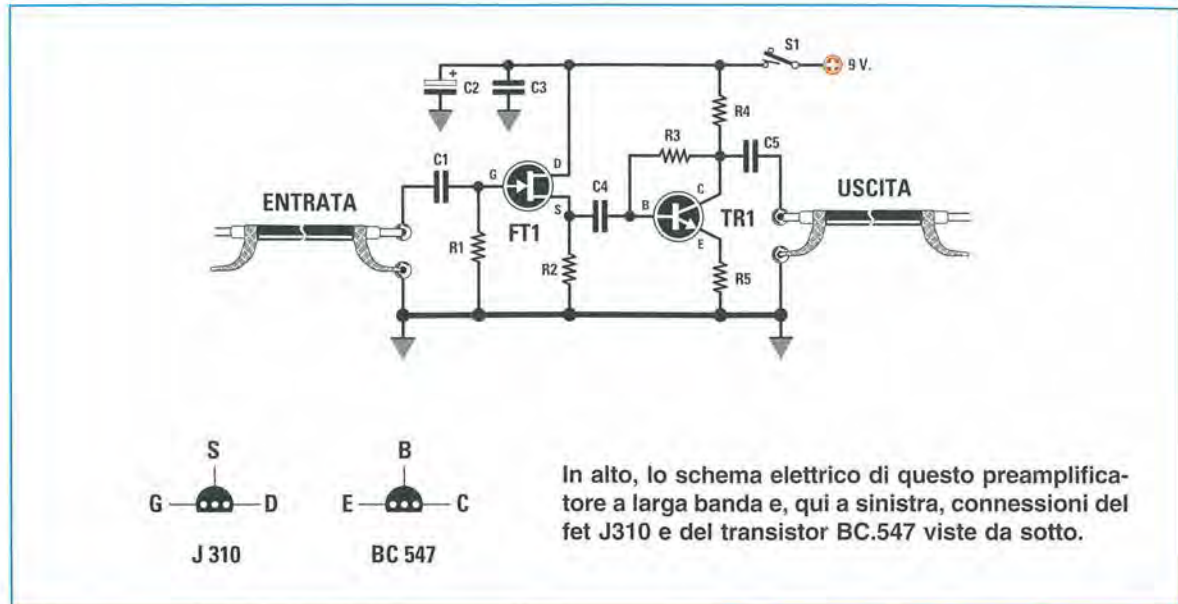 S1
9 V.
+
C2
C3
R4
R3
C5
C1
D
G
C4
C
ENTRATA
USCITA
B
TR1
S
FT1
E
R1
R2
R5
S
B
G
D
E
C
J 310
BC 547
In alto, lo schema elettrico di questo preamplifica-
tore a larga banda e, qui a sinistra, connessioni del
fet J310 e del transistor BC.547 viste da sotto.